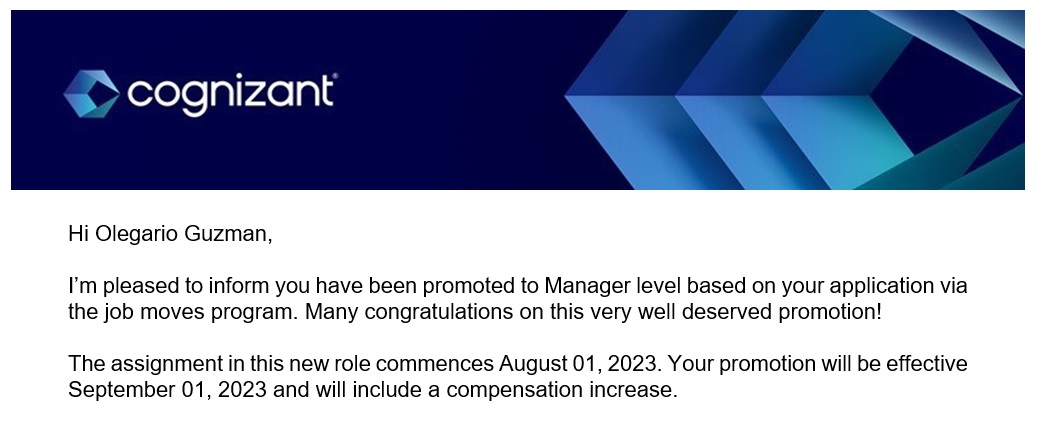 cognizant®
Hi Olegario Guzman,
I’m pleased to inform you have been promoted to Manager level based on your application via
the job moves program. Many congratulations on this very well deserved promotion!
The assignment in this new role commences August 01, 2023. Your promotion will be effective
September 01, 2023 and will include a compensation increase.